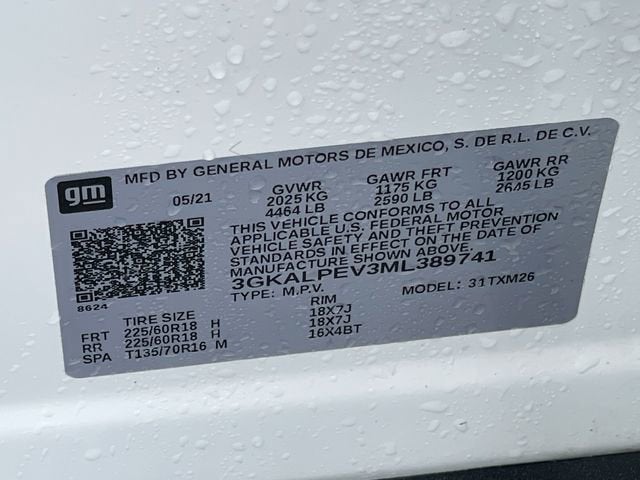 gm
MFD BY GENERAL MOTORS DE MEXICO, S. DE R.L. DE C.V.
05/21
GVWR
2025 KG
4464 LB
GAWR FRT
1175 KG
2590 LB
GAWR RR
1200 KG
2645 LB
THIS VEHICLE CONFORMS TO ALL
APPLICABLE U.S. FEDERAL MOTOR
VEHICLE SAFETY AND THEFT PREVENTION
STANDARDS IN EFFECT ON THE DATE OF
MANUFACTURE SHOWN ABOVE.
3GKALPEV3ML389741
TYPE: M.P.V.
MODEL: 31TXM26
8624
TIRE SIZE
RIM
FRT 225/60R18 H 18X7J
RR 225/60R18 H 18X7J
SPA T135/70R16 M 16X4BT